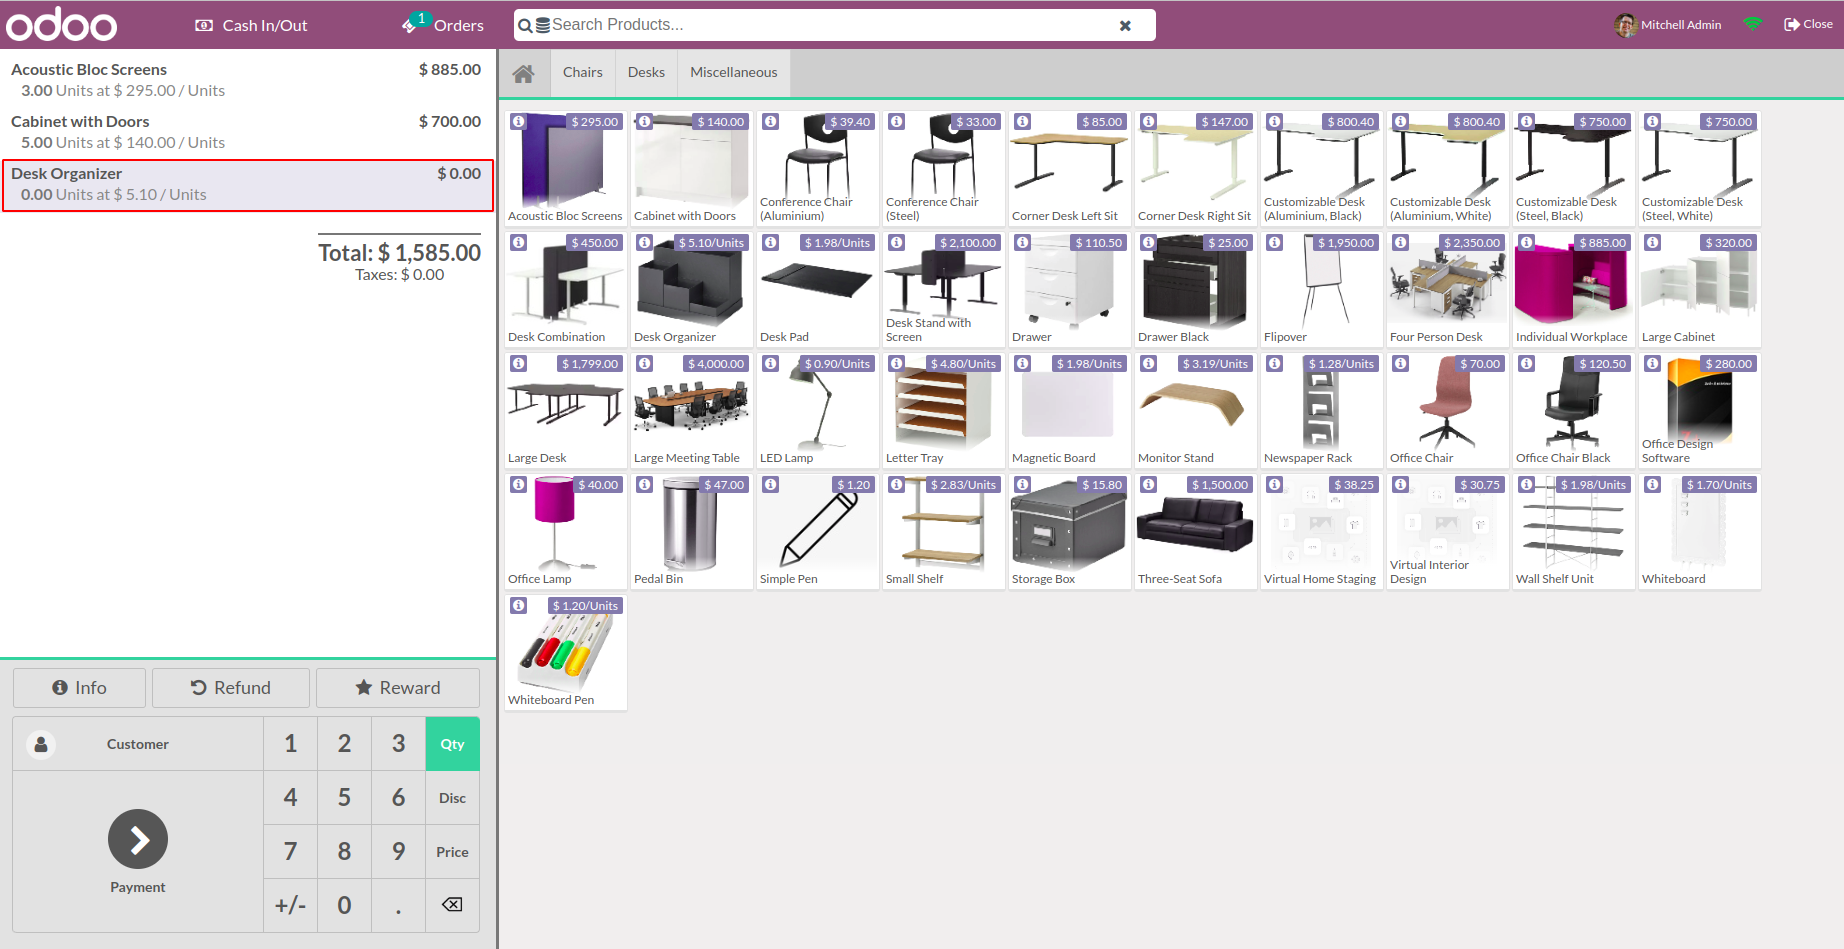 odoo
Cash In/Out
1
Orders
Search Products...
Mitchell Admin
Close
Acoustic Bloc Screens $ 885.00
3.00 Units at $ 295.00 / Units
Cabinet with Doors $ 700.00
5.00 Units at $ 140.00 / Units
Desk Organizer $ 0.00
0.00 Units at $ 5.10 / Units
Total: $ 1,585.00
Taxes: $ 0.00
Info
Refund
Reward
Customer
1 2 3 Qty
4 5 6 Disc
7 8 9 Price
+/- 0 .
Payment
Chairs
Desks
Miscellaneous
$ 295.00
Acoustic Bloc Screens
$ 140.00
Cabinet with Doors
$ 39.40
Conference Chair
(Aluminium)
$ 33.00
Conference Chair
(Steel)
$ 85.00
Corner Desk Left Sit
$ 147.00
Corner Desk Right Sit
$ 800.40
Customizable Desk
(Aluminium, Black)
$ 800.40
Customizable Desk
(Aluminium, White)
$ 750.00
Customizable Desk
(Steel, Black)
$ 750.00
Customizable Desk
(Steel, White)
$ 450.00
Desk Combination
$ 5.10/Units
Desk Organizer
$ 1.98/Units
Desk Pad
$ 2,100.00
Desk Stand with
Screen
$ 110.50
Drawer
$ 25.00
Drawer Black
$ 1,950.00
Flipover
$ 2,350.00
Four Person Desk
$ 885.00
Individual Workplace
$ 320.00
Large Cabinet
$ 1,799.00
Large Desk
$ 4,000.00
Large Meeting Table
$ 0.90/Units
LED Lamp
$ 4.80/Units
Letter Tray
$ 1.98/Units
Magnetic Board
$ 3.19/Units
Monitor Stand
$ 1.28/Units
Newspaper Rack
$ 70.00
Office Chair
$ 120.50
Office Chair Black
$ 280.00
Office Design
Software
$ 40.00
Office Lamp
$ 47.00
Pedal Bin
$ 1.20
Simple Pen
$ 2.83/Units
Small Shelf
$ 15.80
Storage Box
$ 1,500.00
Three-Seat Sofa
$ 38.25
Virtual Home Staging
$ 30.75
Virtual Interior
Design
$ 1.98/Units
Wall Shelf Unit
$ 1.70/Units
Whiteboard
$ 1.20/Units
Whiteboard Pen